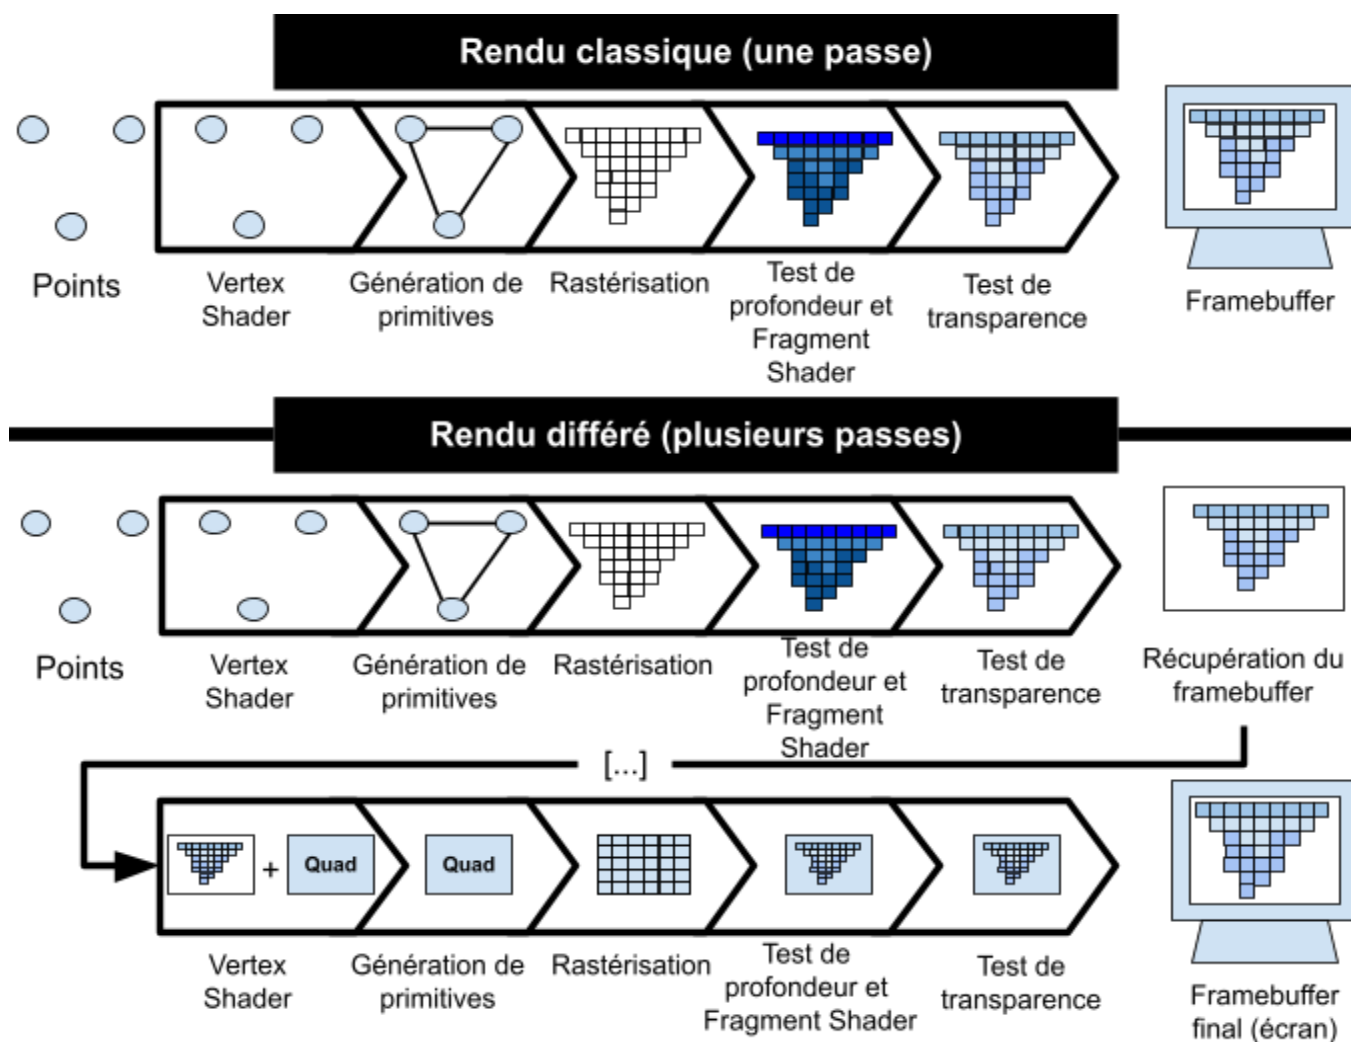 Rendu classique (une passe)
Points
Vertex
Shader
Génération de
primitives
Rastérisation
Test de
profondeur et
Fragment
Shader
Test de
transparence
Framebuffer
Rendu différé (plusieurs passes)
Points
Vertex
Shader
Génération de
primitives
Rastérisation
Test de
profondeur et
Fragment
Shader
Test de
transparence
Récupération du
framebuffer
[...]
+
Quad
Quad
Vertex
Shader
Génération de
primitives
Rastérisation
Test de
profondeur et
Fragment Shader
Test de
transparence
Framebuffer
final (écran)